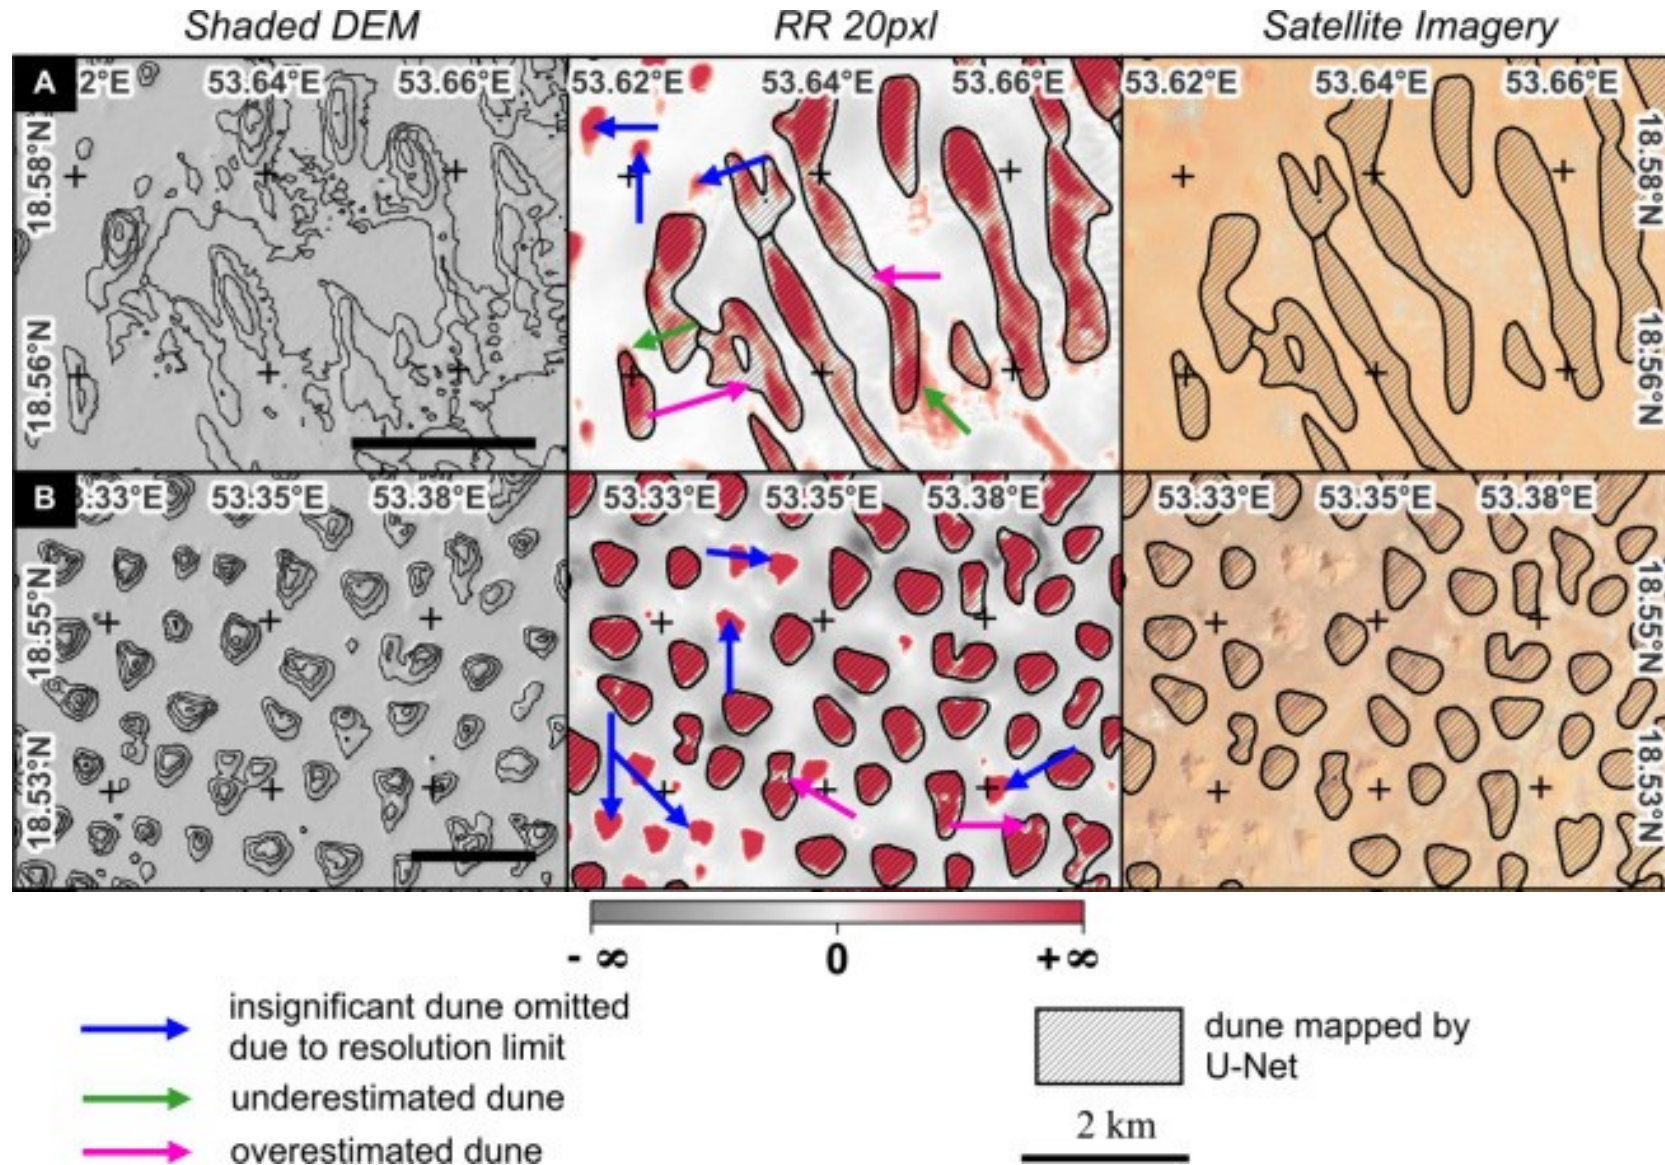 Shaded DEM RR 20pxl Satellite Imagery
A 2°E 53.64°E 53.66°E 53.62°E 53.64°E 53.66°E 53.62°E 53.64°E 53.66°E
18.58°N 18.58°N
18.56°N 18.56°N
B 3.33°E 53.35°E 53.38°E 53.33°E 53.35°E 53.38°E 53.33°E 53.35°E 53.38°E
18.55°N 18.55°N
18.53°N 18.53°N
- ∞ 0 + ∞
insignificant dune omitted
due to resolution limit
underestimated dune
overestimated dune
dune mapped by
U-Net
2 km